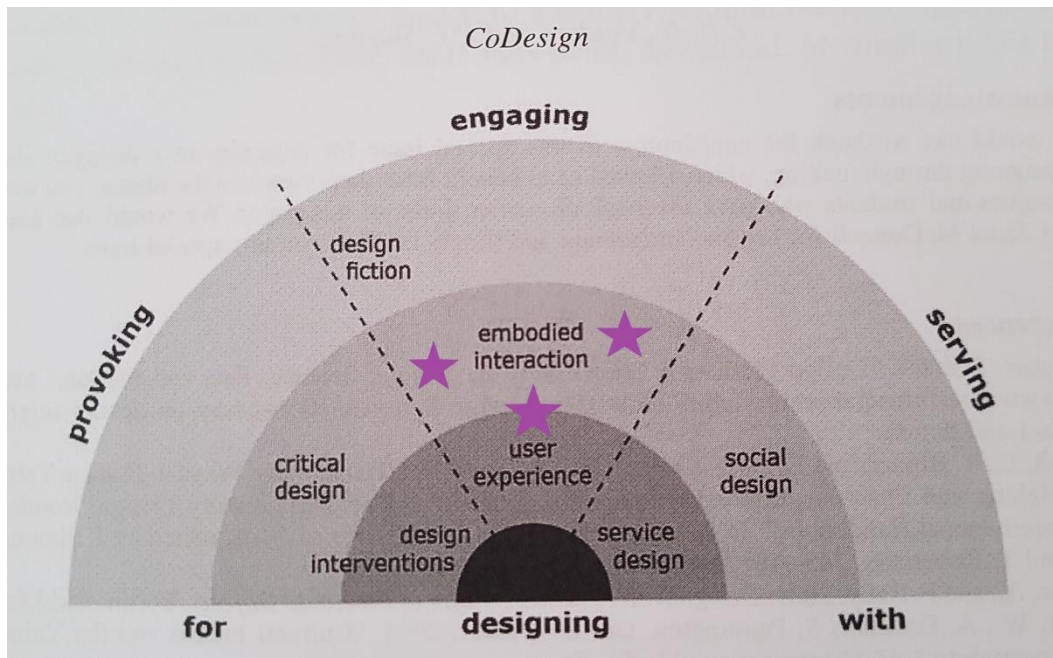 CoDesign
engaging
design
fiction
provoking
serving
embodied
interaction
user
experience
critical
design
social
design
design
interventions
service
design
for
designing
with